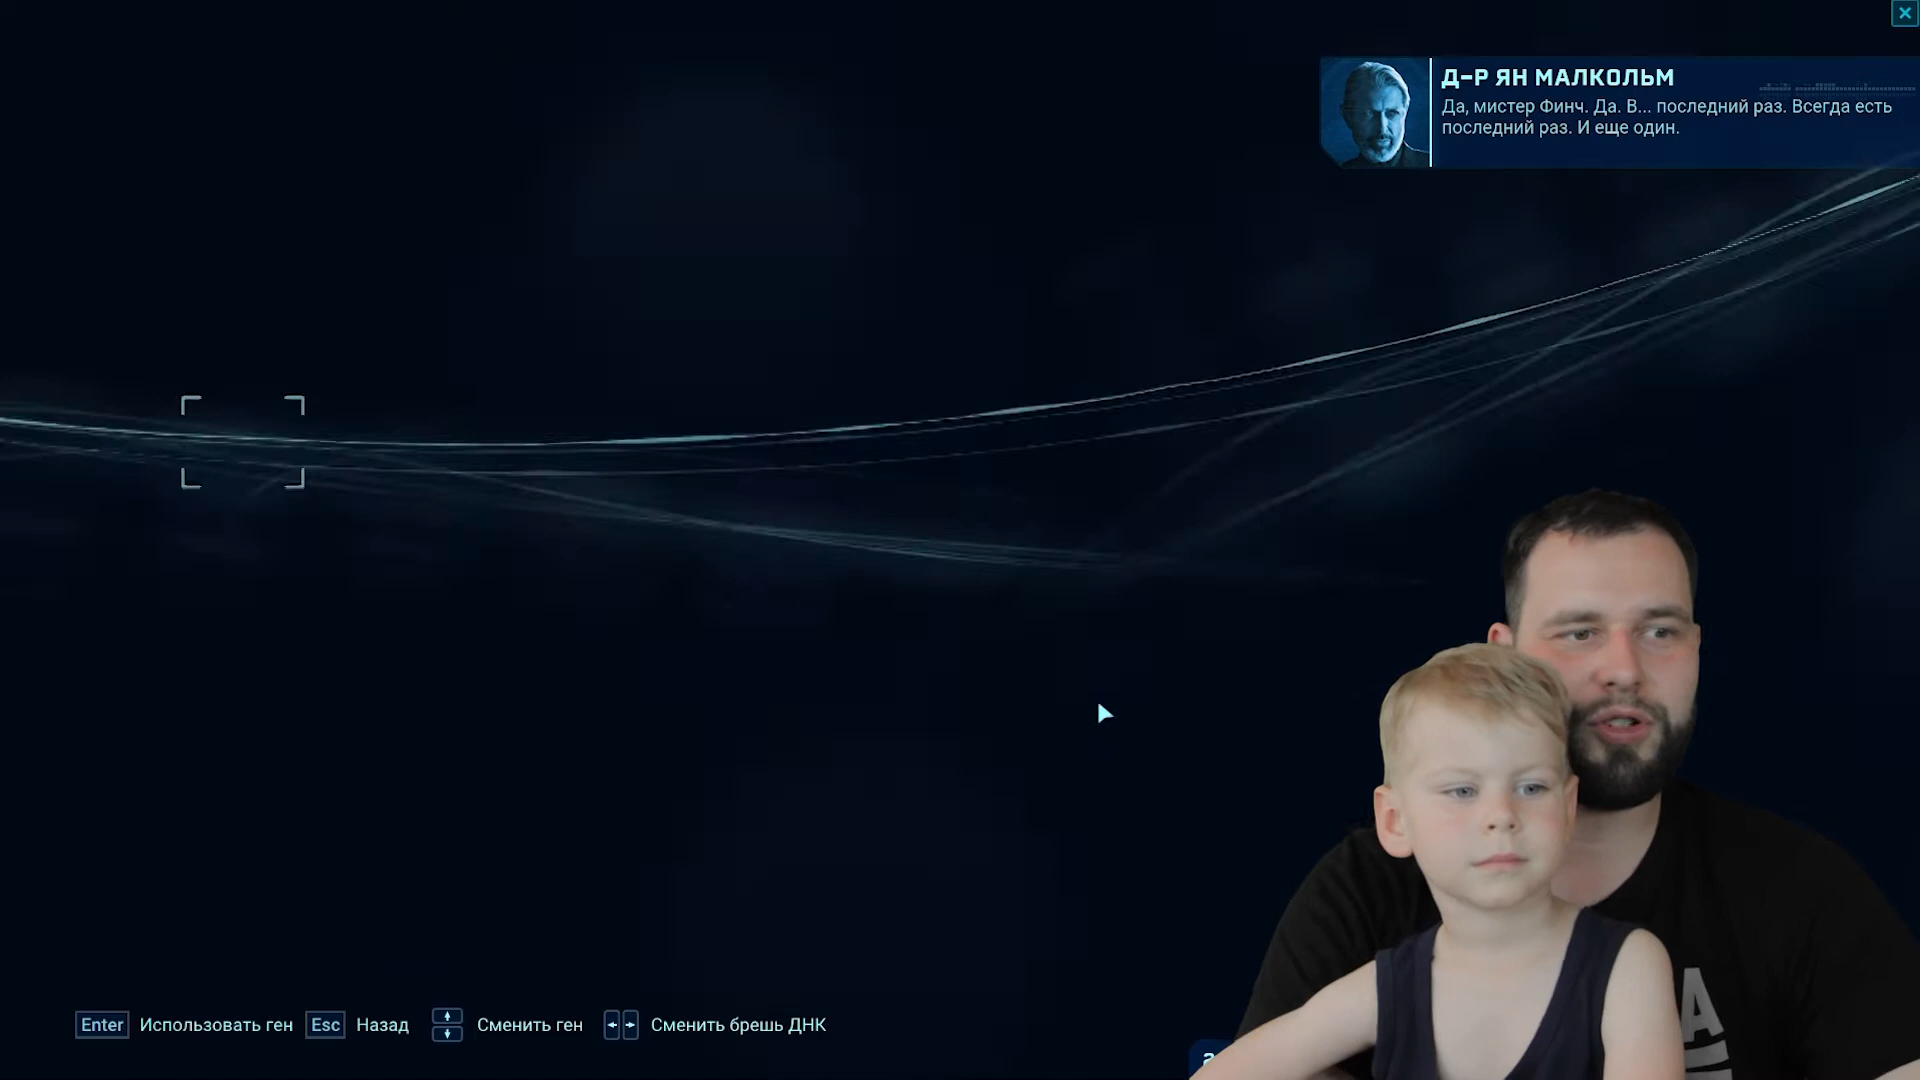 Д-Р ЯН МАЛКОЛЬМ
Да, мистер Финч. Да. В... последний раз. Всегда есть
последний раз. И еще один.
Enter Использовать ген Esc Назад Сменить ген Сменить брешь ДНК